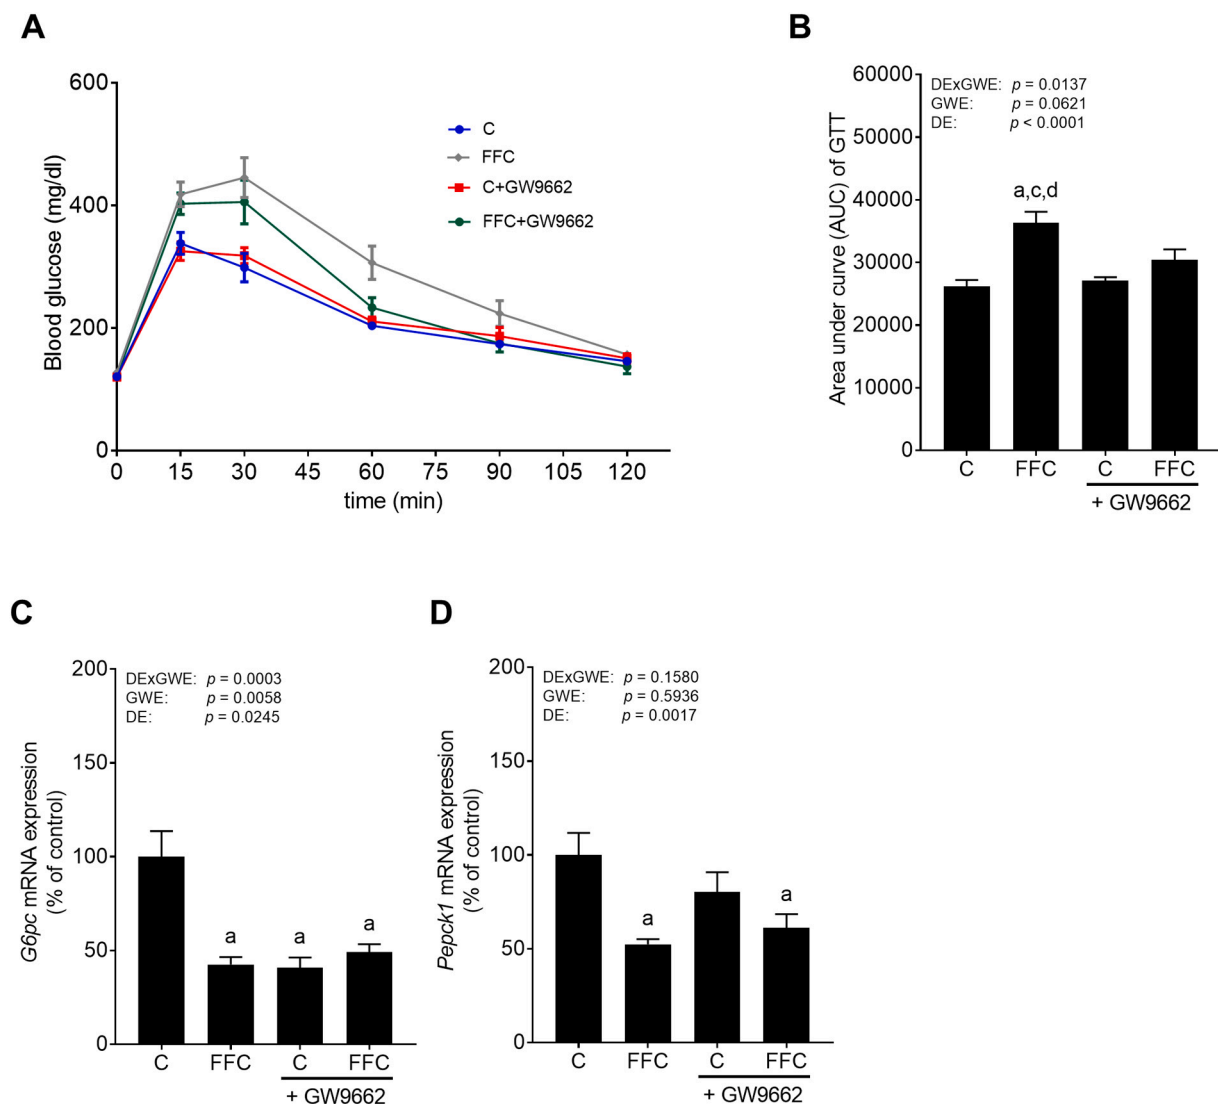 A
600
400
200
0
Blood glucose (mg/dl)
C
FFC
C+GW9662
FFC+GW9662
0 15 30 45 60 75 90 105 120
time (min)
B
60000
50000
40000
30000
20000
10000
0
Area under curve (AUC) of GTT
DExGWE: p = 0.0137
GWE: p = 0.0621
DE: p < 0.0001
a,c,d
C FFC C FFC
+ GW9662
C
200
150
100
50
0
G6pc mRNA expression
(% of control)
DExGWE: p = 0.0003
GWE: p = 0.0058
DE: p = 0.0245
a a a
C FFC C FFC
+ GW9662
D
200
150
100
50
0
Pepck1 mRNA expression
(% of control)
DExGWE: p = 0.1580
GWE: p = 0.5936
DE: p = 0.0017
a a
C FFC C FFC
+ GW9662